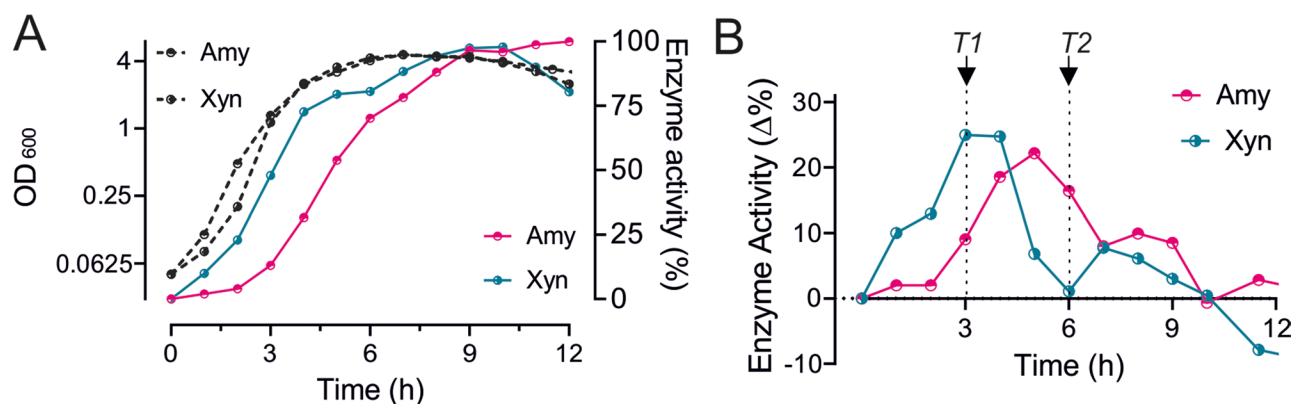 A
Amy
Xyn
OD600
4
1
0.25
0.0625
100
75
50
25
0
Enzyme activity (%)
Amy
Xyn
0 3 6 9 12
Time (h)
B
T1 T2
Amy
Xyn
Enzyme Activity (Δ%)
30
20
10
0
-10
3 6 9 12
Time (h)